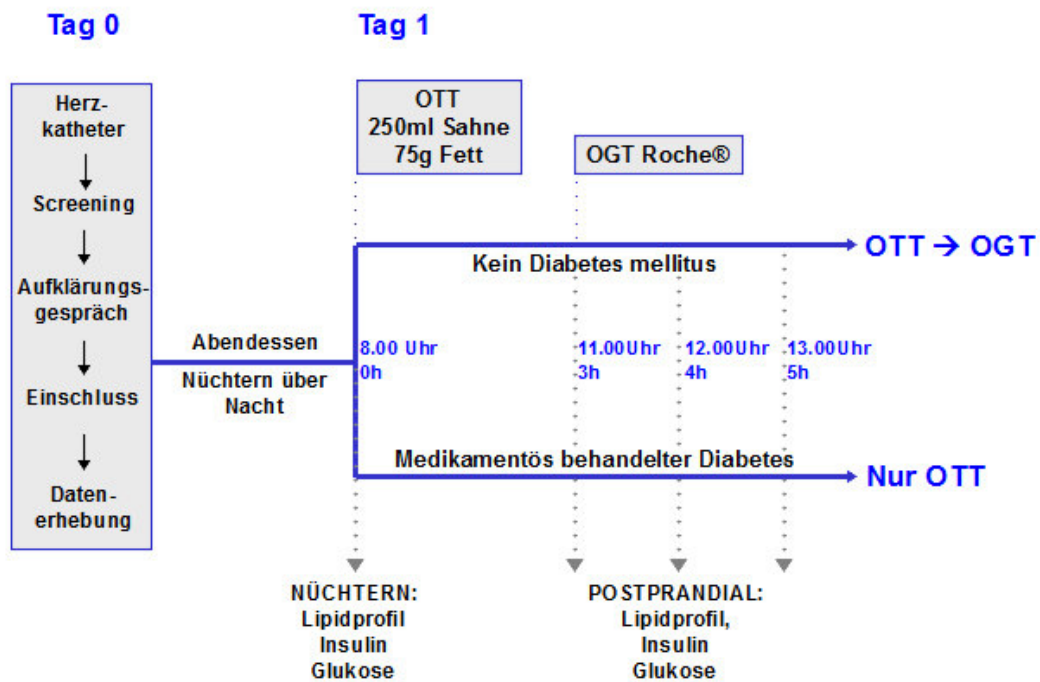 Tag 0
Tag 1
Herz-
katheter
Screening
Aufklärungs-
gespräch
Einschluss
Daten-
erhebung
Abendessen
Nüchtern über
Nacht
OTT
250ml Sahne
75g Fett
OGT Roche®
Kein Diabetes mellitus
OTT → OGT
8.00 Uhr
0h
11.00Uhr
3h
12.00Uhr
4h
13.00Uhr
5h
Medikamentös behandelter Diabetes
Nur OTT
NÜCHTERN:
Lipidprofil
Insulin
Glukose
POSTPRANDIAL:
Lipidprofil,
Insulin
Glukose